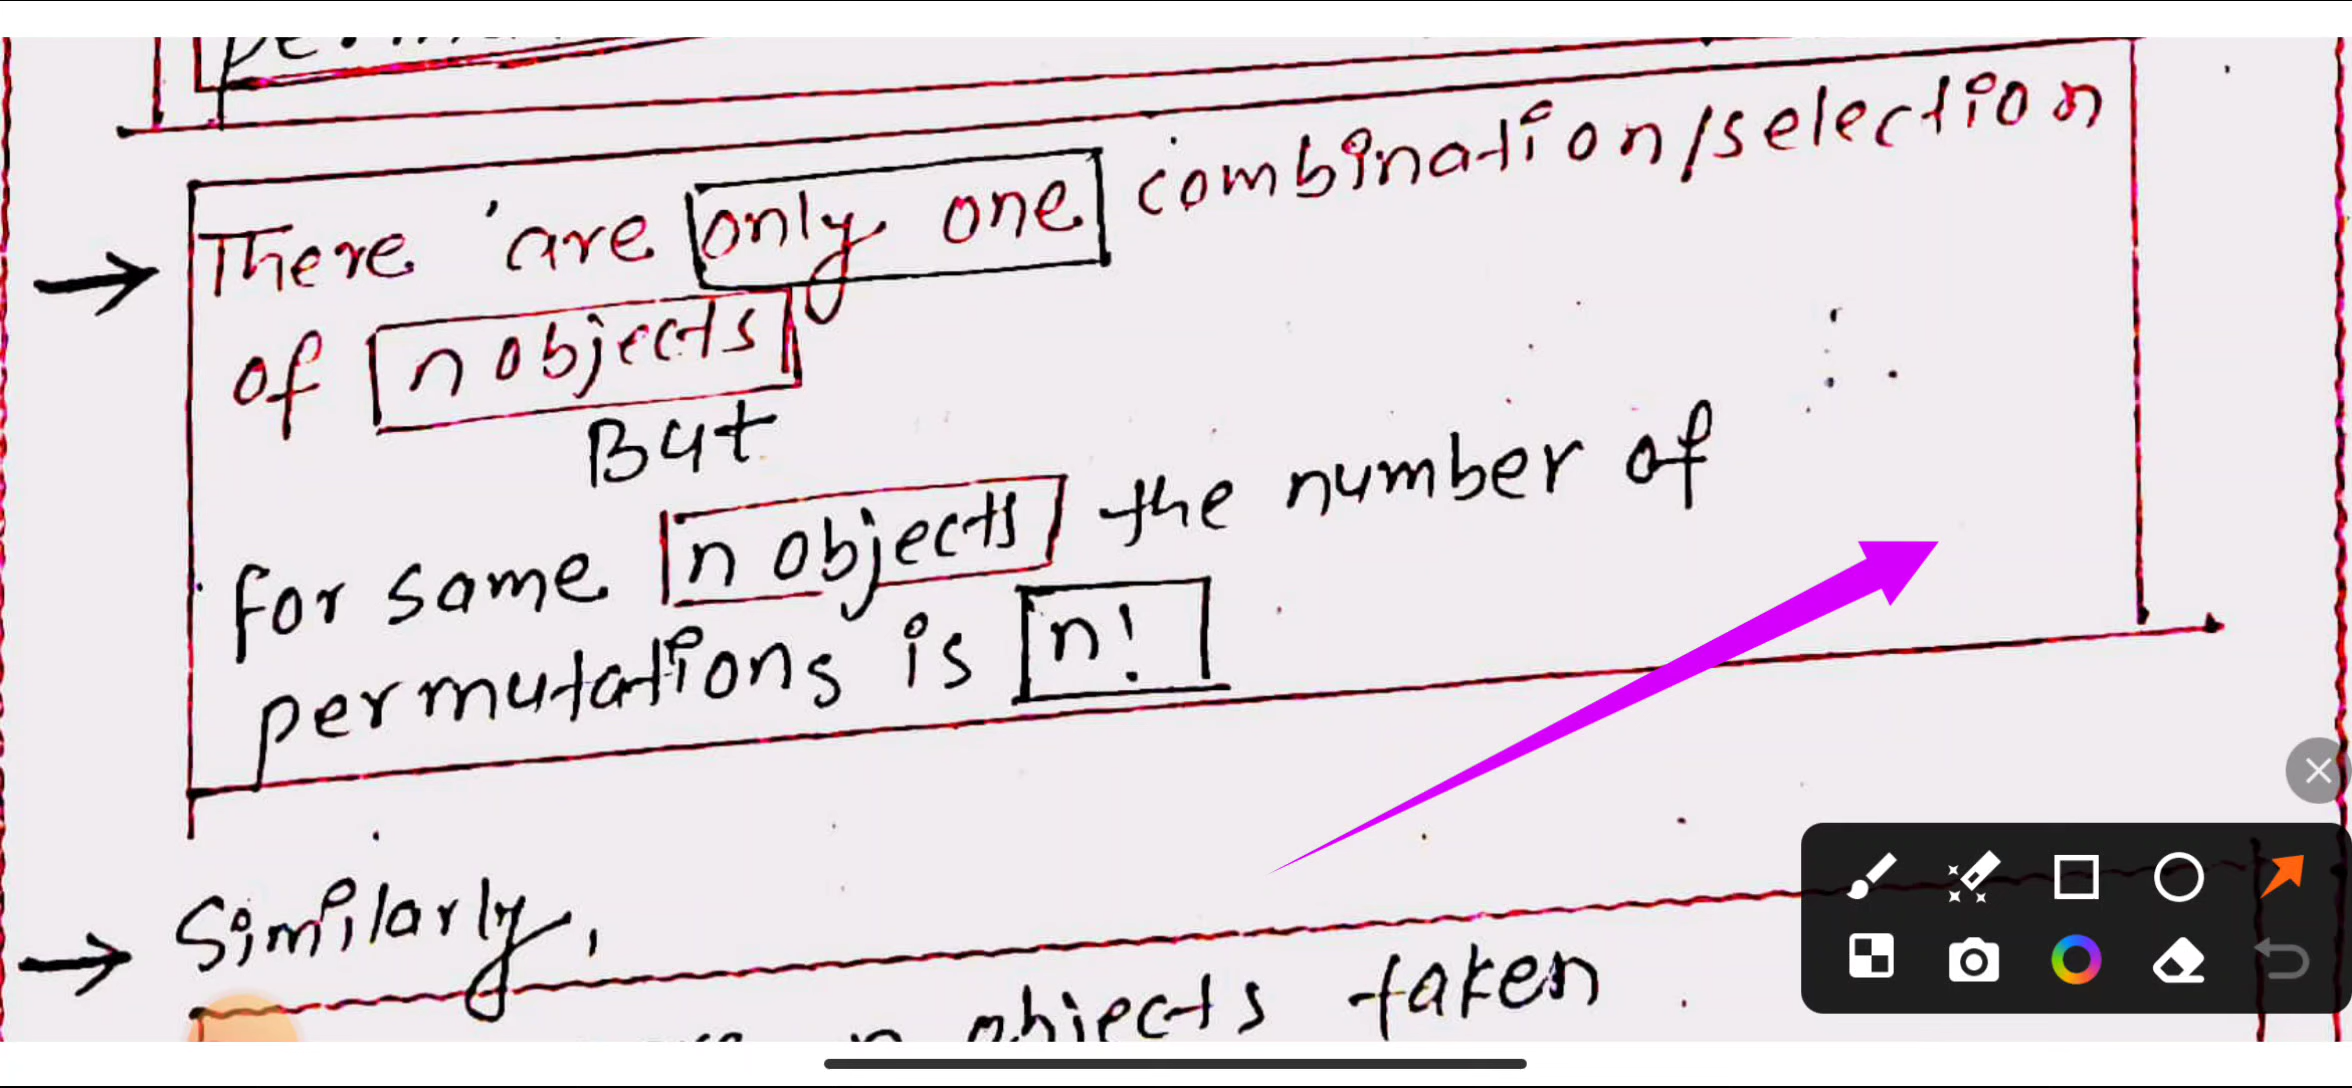 There are only one combination/selection
of n objects
But
for same n objects the number of
permutations is n!
Similarly,
n objects taken